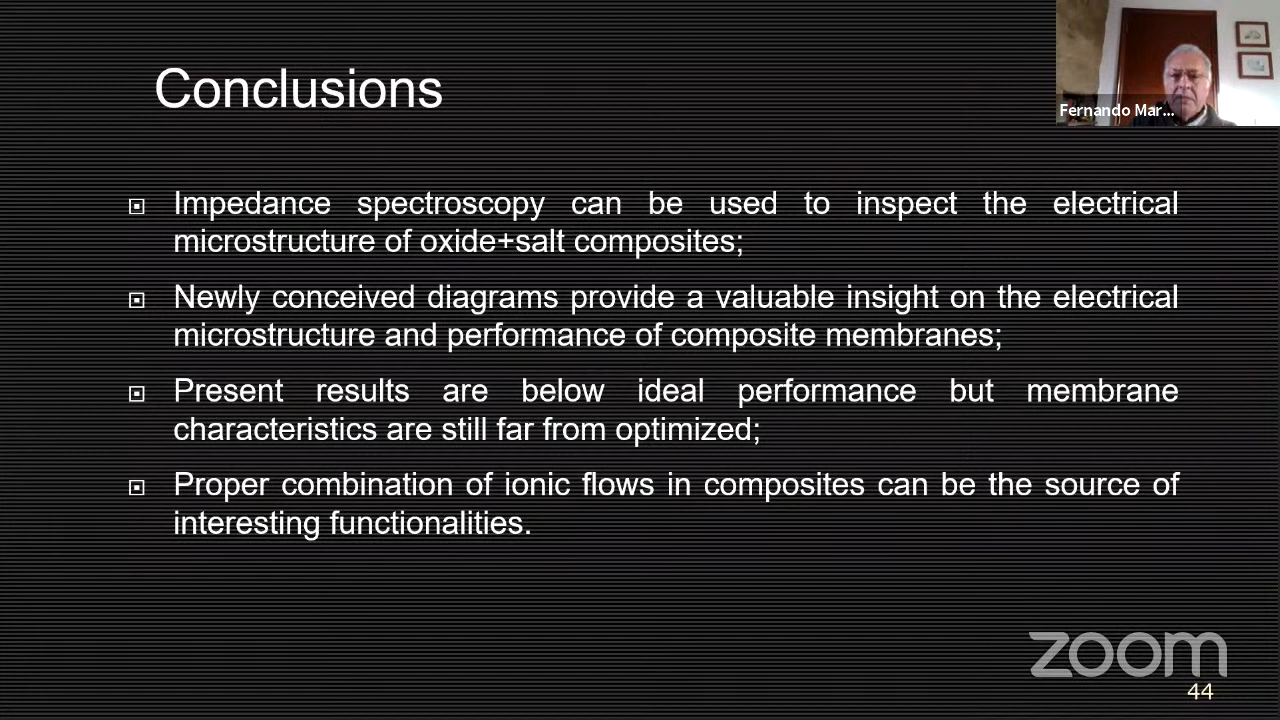 Conclusions
Fernando Mar...
Impedance spectroscopy can be used to inspect the electrical
microstructure of oxide+salt composites;
Newly conceived diagrams provide a valuable insight on the electrical
microstructure and performance of composite membranes;
Present results are below ideal performance but membrane
characteristics are still far from optimized;
Proper combination of ionic flows in composites can be the source of
interesting functionalities.
zoom
44